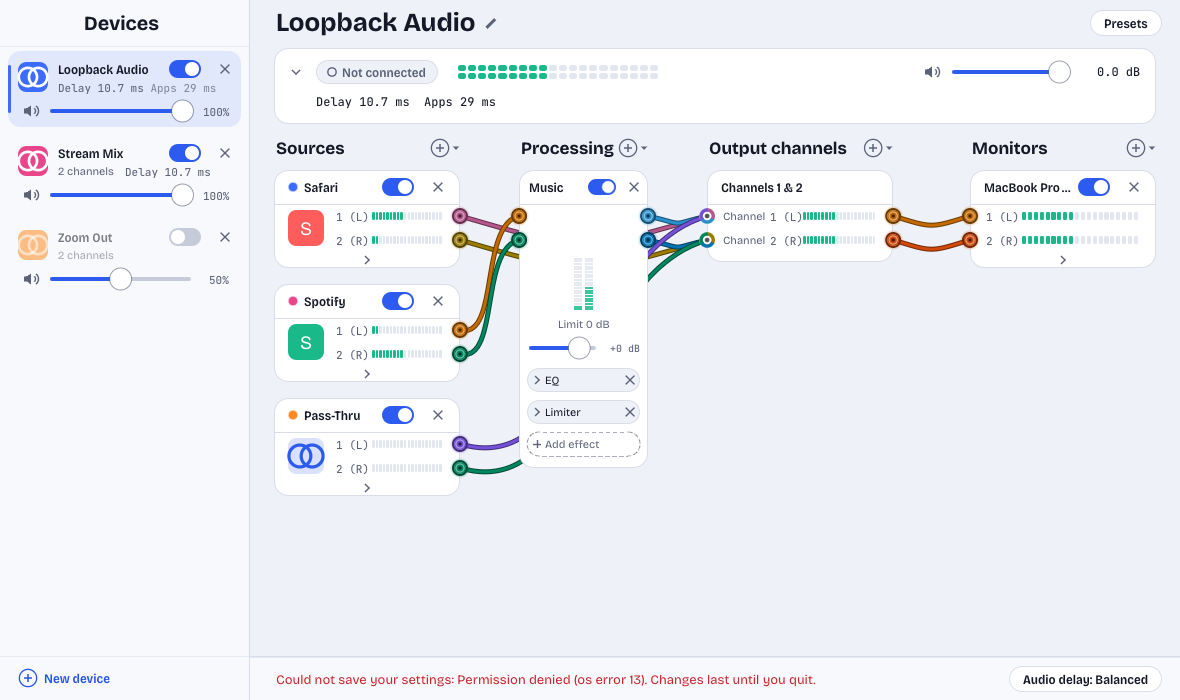 Devices
Loopback Audio
Delay 10.7 ms Apps 29 ms
100%
Stream Mix
2 channels Delay 10.7 ms
100%
Zoom Out
2 channels
50%
New device
Loopback Audio
Presets
Not connected
0.0 dB
Delay 10.7 ms Apps 29 ms
Sources
Safari
S
1 (L)
2 (R)
Spotify
S
1 (L)
2 (R)
Pass-Thru
1 (L)
2 (R)
Processing
Music
Limit 0 dB
+0 dB
EQ
Limiter
Add effect
Output channels
Channels 1 & 2
Channel 1 (L)
Channel 2 (R)
Monitors
MacBook Pro…
1 (L)
2 (R)
Could not save your settings: Permission denied (os error 13). Changes last until you quit.
Audio delay: Balanced